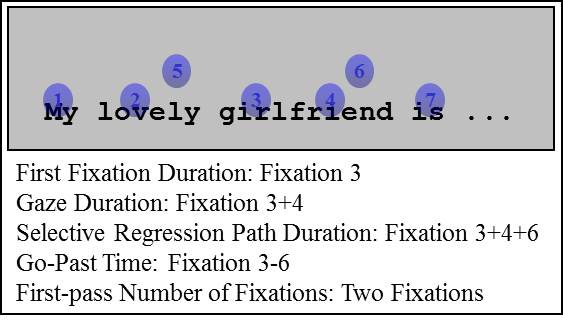 5 6
1 2 3 4 7
My lovely girlfriend is ...
First Fixation Duration: Fixation 3
Gaze Duration: Fixation 3+4
Selective Regression Path Duration: Fixation 3+4+6
Go-Past Time: Fixation 3-6
First-pass Number of Fixations: Two Fixations